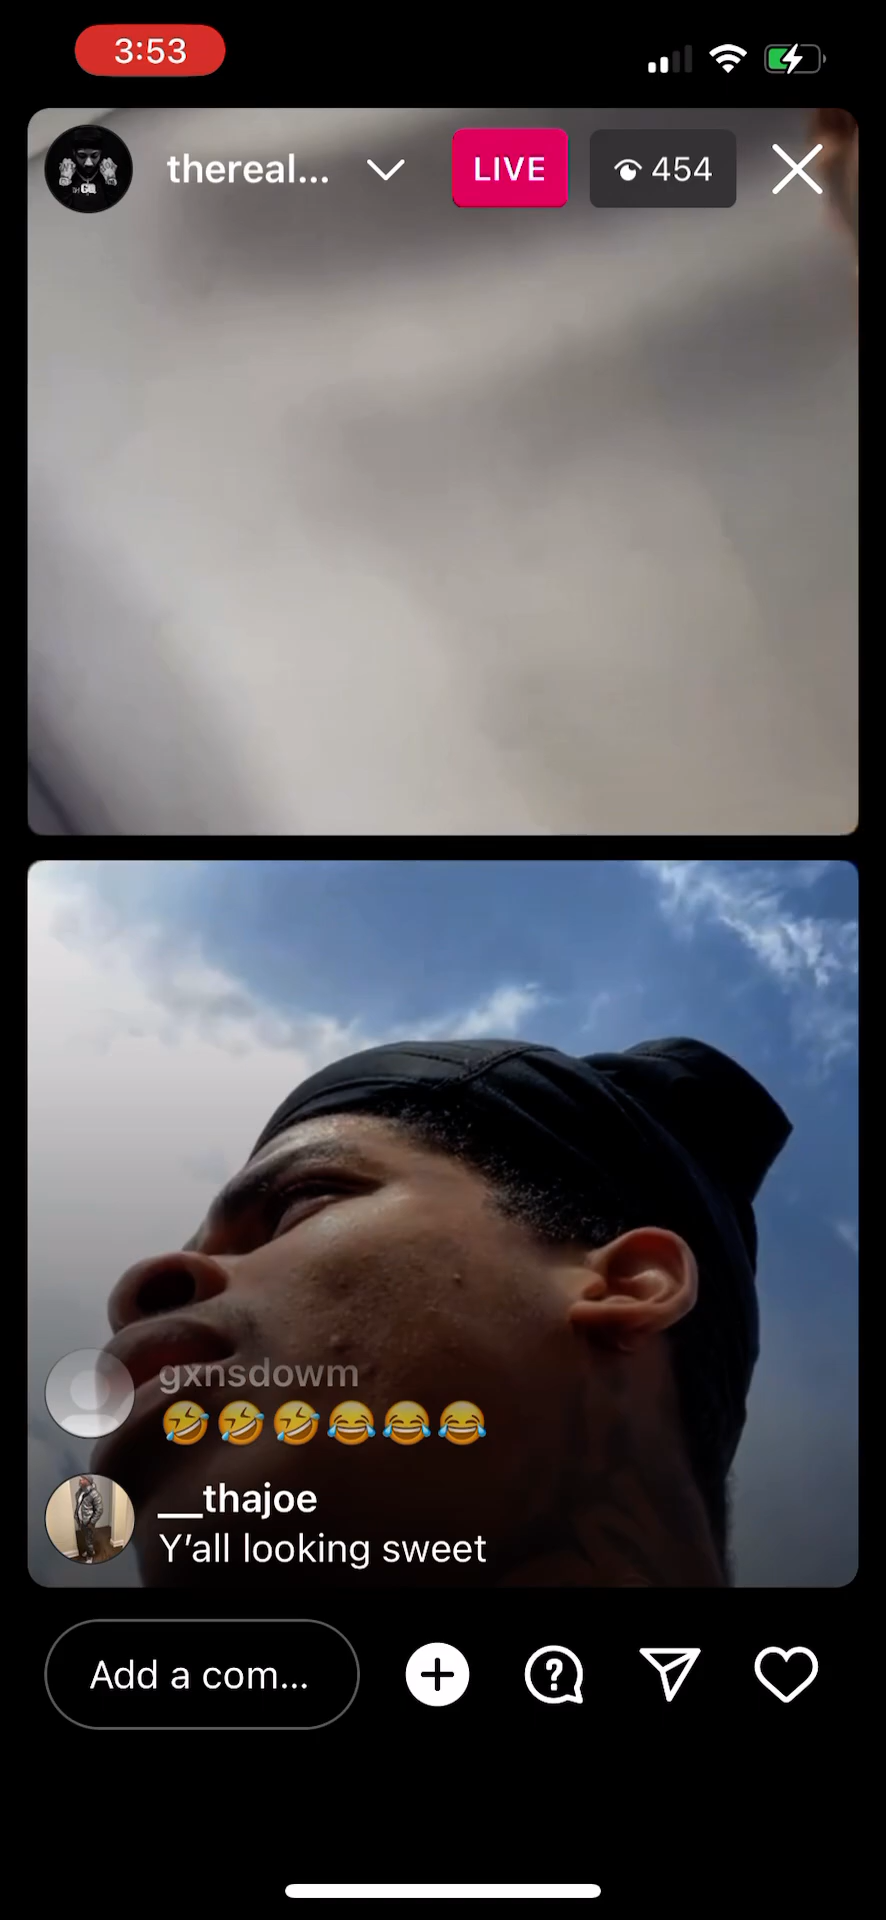 3:53
thereal...
LIVE
454
gxnsdowm
🤣🤣🤣😂😂😂
__thajoe
Y’all looking sweet
Add a com...